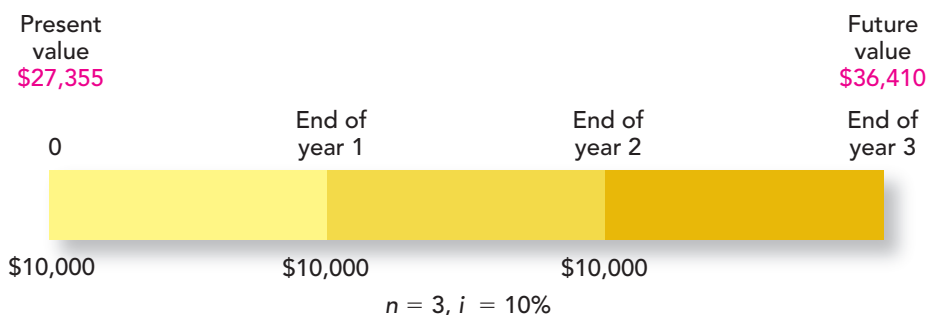 Present
value
$27,355
Future
value
$36,410
0
End of
year 1
End of
year 2
End of
year 3
$10,000
$10,000
$10,000
n = 3, i = 10%